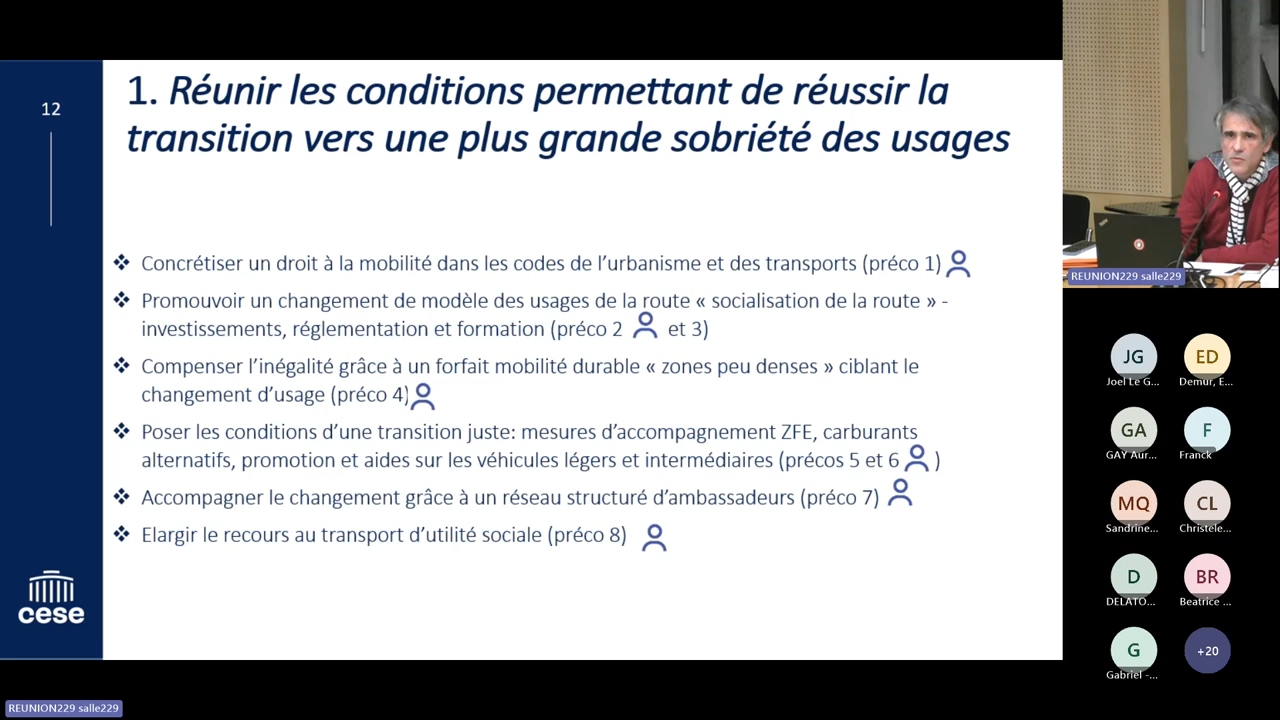 12
1. Réunir les conditions permettant de réussir la
transition vers une plus grande sobriété des usages
❖ Concrétiser un droit à la mobilité dans les codes de l’urbanisme et des transports (préco 1)
❖ Promouvoir un changement de modèle des usages de la route « socialisation de la route » -
investissements, réglementation et formation (préco 2 et 3)
❖ Compenser l’inégalité grâce à un forfait mobilité durable « zones peu denses » ciblant le
changement d’usage (préco 4)
❖ Poser les conditions d’une transition juste: mesures d’accompagnement ZFE, carburants
alternatifs, promotion et aides sur les véhicules légers et intermédiaires (précos 5 et 6 )
❖ Accompagner le changement grâce à un réseau structuré d’ambassadeurs (préco 7)
❖ Elargir le recours au transport d’utilité sociale (préco 8)
cese
REUNION229 salle229
REUNION229 salle229
JG
Joel Le G...
ED
Demur, E...
GA
GAY Aur...
F
Franck
MQ
Sandrine...
CL
Christele...
D
DELATO...
BR
Beatrice ...
G
Gabriel -...
+20